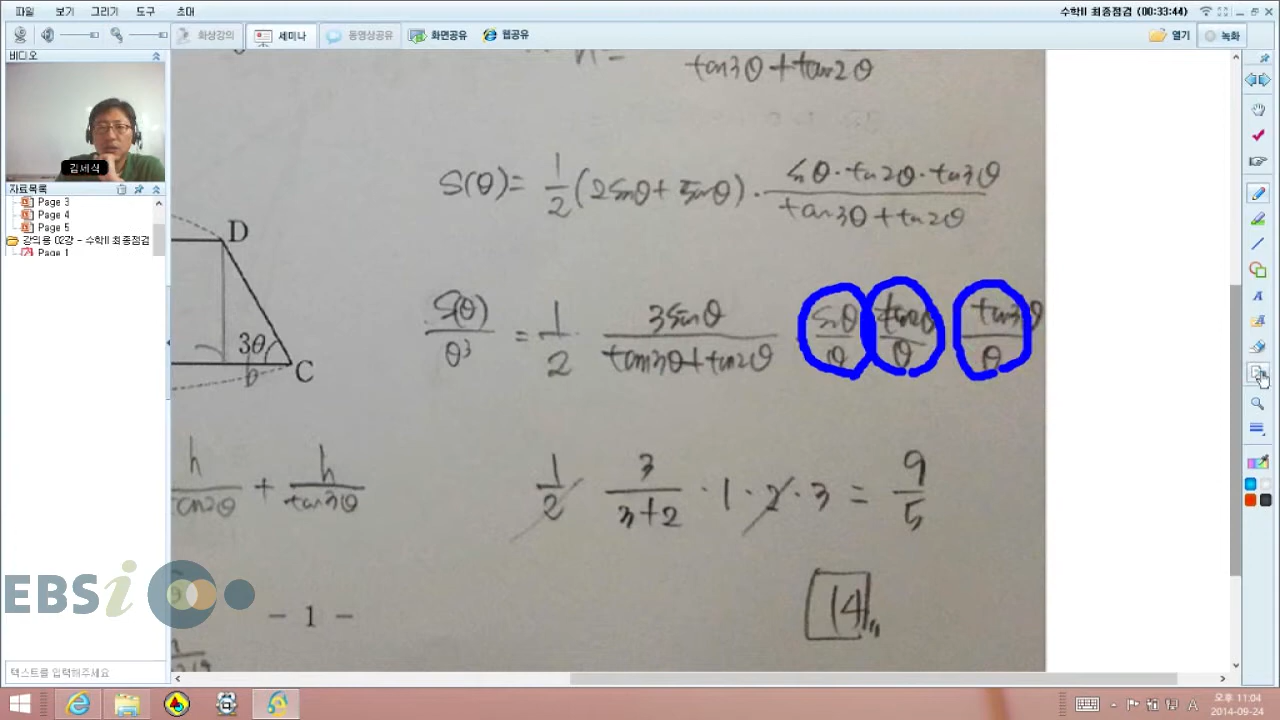 파일 보기 그리기 도구 초대
수학II 최종점검 (00:33:44)
화상강의 세미나 동영상공유 화면공유 웹공유 열기 녹화
비디오
김세식
자료목록
Page 3
Page 4
Page 5
강의용 02강 - 수학II 최종점검
Page 1
tan3θ+tan2θ
S(θ)= 1/2 (2sinθ+sinθ)· sinθ·tan2θ·tan3θ / tan3θ+tan2θ
D
3θ
C
S(θ)/θ³ = 1/2 3sinθ / tan3θ+tan2θ sinθ/θ tan2θ/θ tan3θ/θ
h/tan2θ + h/tan3θ
1/2 3/3+2 ·1·2·3 = 9/5
14
EBSi
- 1 -
텍스트를 입력해주세요
오후 11:04
2014-09-24